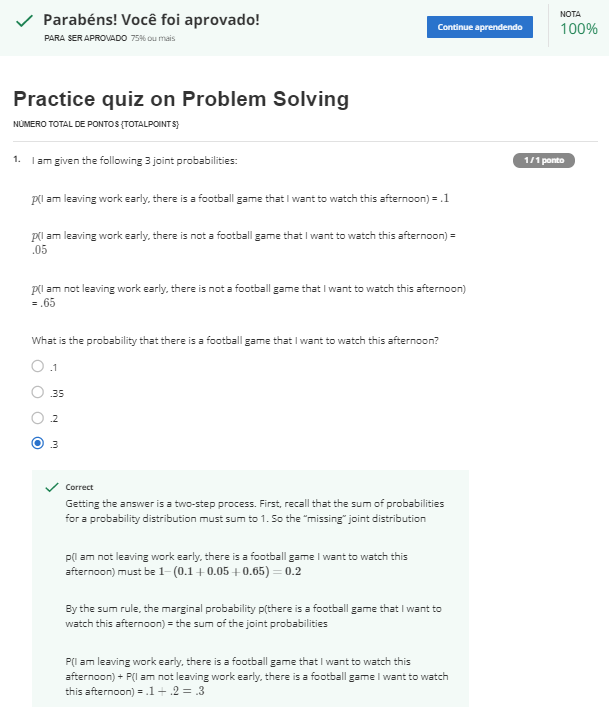 Parabéns! Você foi aprovado!
PARA SER APROVADO 75% ou mais
Continue aprendendo
NOTA
100%
Practice quiz on Problem Solving
NÚMERO TOTAL DE PONTOS {TOTALPOINTS}
1. I am given the following 3 joint probabilities:
1 / 1 ponto
p(I am leaving work early, there is a football game that I want to watch this afternoon) = .1
p(I am leaving work early, there is not a football game that I want to watch this afternoon) =
.05
p(I am not leaving work early, there is not a football game that I want to watch this afternoon)
= .65
What is the probability that there is a football game that I want to watch this afternoon?
.1
.35
.2
.3
Correct
Getting the answer is a two-step process. First, recall that the sum of probabilities
for a probability distribution must sum to 1. So the "missing" joint distribution
p(I am not leaving work early, there is a football game I want to watch this
afternoon) must be 1–(0.1 + 0.05 + 0.65) = 0.2
By the sum rule, the marginal probability p(there is a football game that I want to
watch this afternoon) = the sum of the joint probabilities
P(I am leaving work early, there is a football game that I want to watch this
afternoon) + P(I am not leaving work early, there is a football game I want to watch
this afternoon) = .1 + .2 = .3